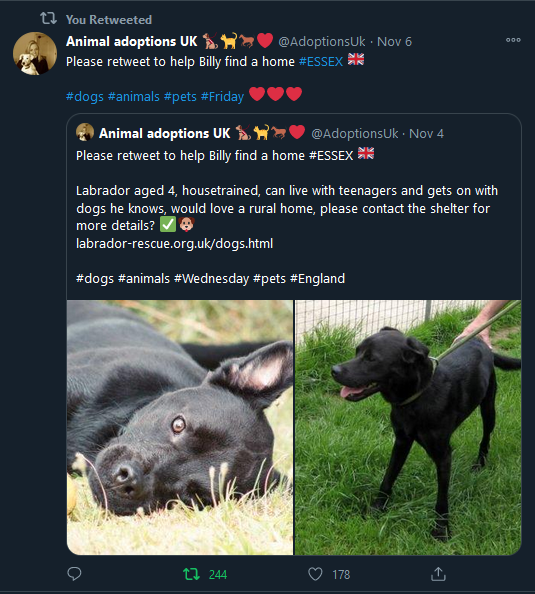 You Retweeted
Animal adoptions UK 🐕🐈🐎❤️ @AdoptionsUk · Nov 6
Please retweet to help Billy find a home #ESSEX 🇬🇧
#dogs #animals #pets #Friday ❤️❤️❤️
Animal adoptions UK 🐕🐈🐎❤️ @AdoptionsUk · Nov 4
Please retweet to help Billy find a home #ESSEX 🇬🇧
Labrador aged 4, housetrained, can live with teenagers and gets on with
dogs he knows, would love a rural home, please contact the shelter for
more details? ✅ 🐶
labrador-rescue.org.uk/dogs.html
#dogs #animals #Wednesday #pets #England
244 178